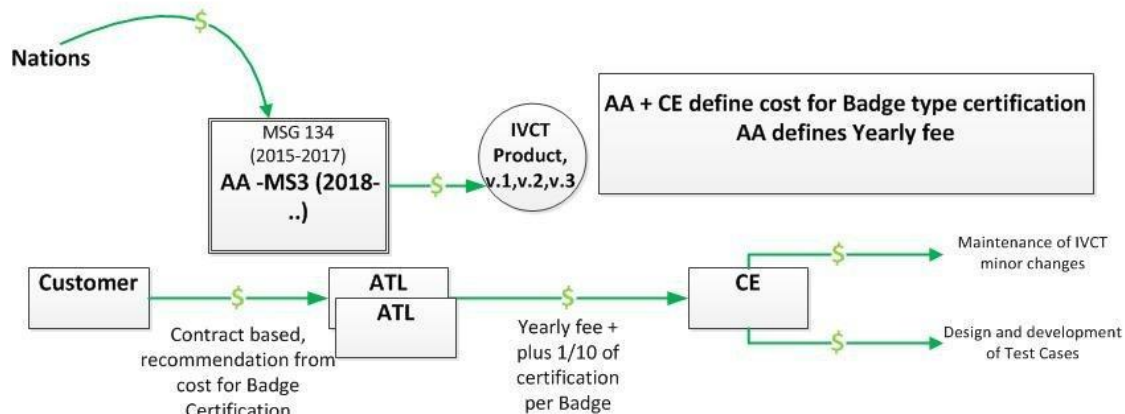 $
Nations
MSG 134
(2015-2017)
AA -MS3 (2018-
..)
$
IVCT
Product,
v.1,v.2,v.3
AA + CE define cost for Badge type certification
AA defines Yearly fee
Customer
$
Contract based,
recommendation from
cost for Badge
Certification
ATL
ATL
$
Yearly fee +
plus 1/10 of
certification
per Badge
CE
$
Maintenance of IVCT
minor changes
$
Design and development
of Test Cases